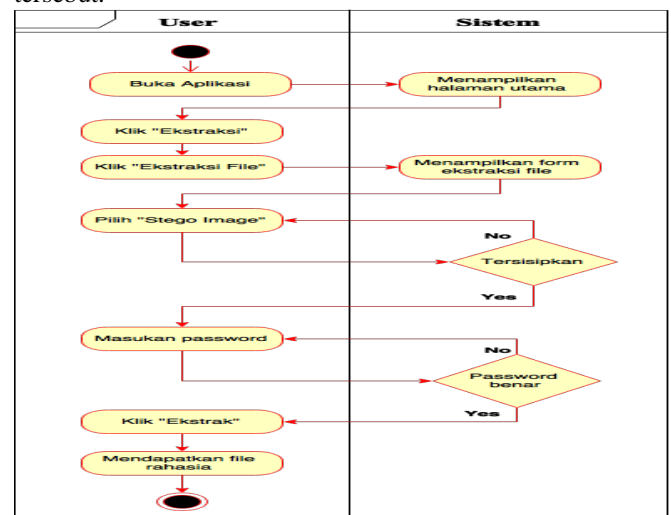 tersebut.
User
Sistem
Buka Aplikasi
Menampilkan
halaman utama
Klik "Ekstraksi"
Klik "Ekstraksi File"
Menampilkan form
ekstraksi file
Pilih "Stego Image"
No
Tersisipkan
Yes
Masukan password
No
Password
benar
Yes
Klik "Ekstrak"
Mendapatkan file
rahasia